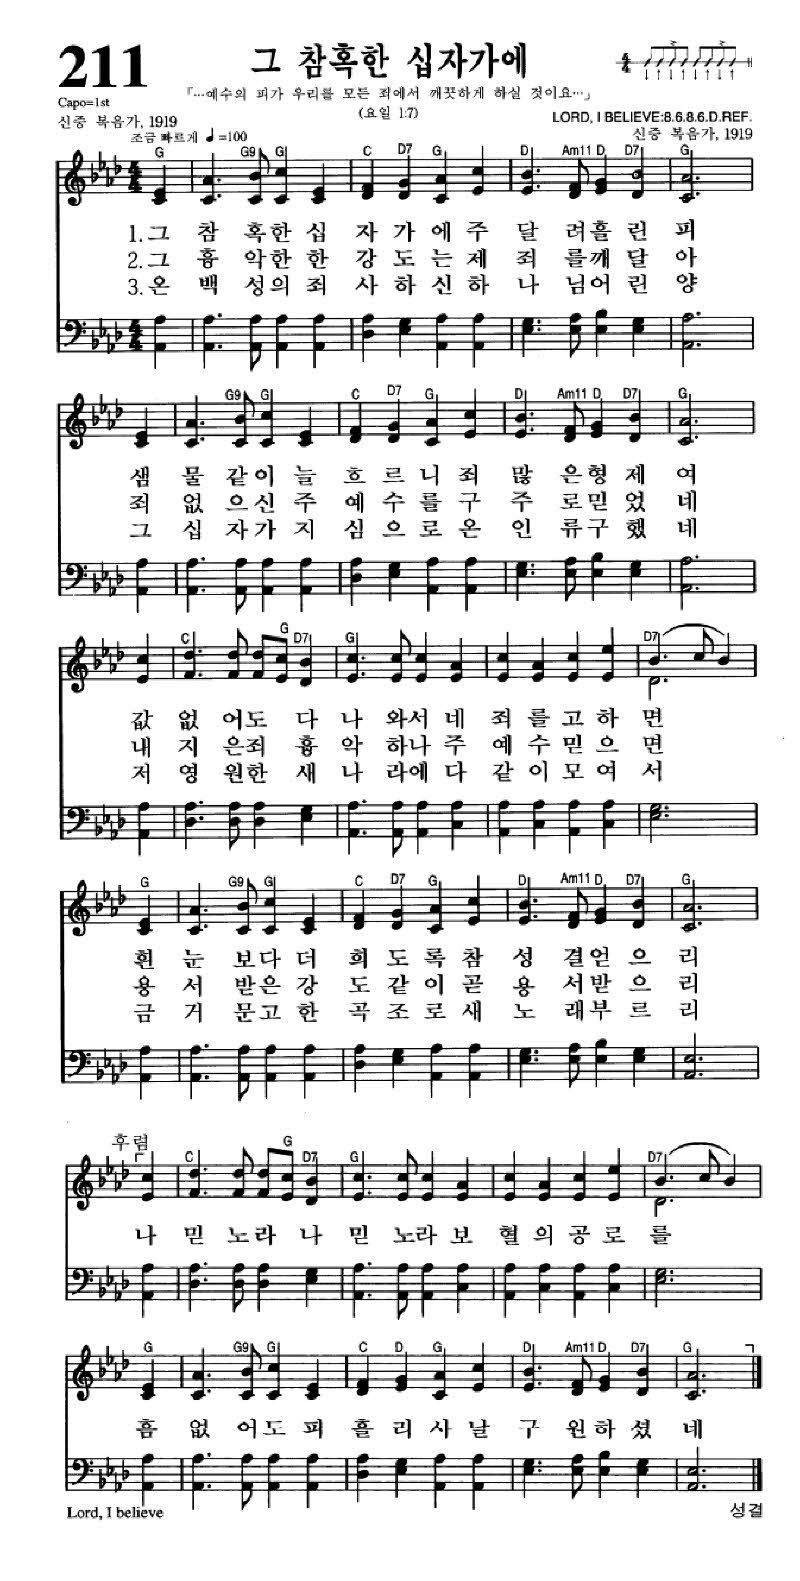 211
그 참혹한 십자가에
「…예수의 피가 우리를 모든 죄에서 깨끗하게 하실 것이요…」
(요일 1:7)
Capo=1st
신증 복음가, 1919
조금 빠르게 ♩=100
LORD, I BELIEVE:8.6.8.6.D.REF.
신증 복음가, 1919
G G9 G C D7 G D Am11 D D7 G
1.그 참 혹한 십 자 가 에 주 달 려흘 린 피
2.그 흉 악한 한 강 도 는 제 죄 를깨 달 아
3.온 백 성의 죄 사 하 신 하 나 님어 린 양
G9 G C D7 G D Am11 D D7 G
샘 물 같이 늘 흐 르 니 죄 많 은형 제 여
죄 없 으신 주 예 수 를 구 주 로믿 었 네
그 십 자가 지 심 으 로 온 인 류구 했 네
C G D7 G D7
값 없 어도 다 나 와서 네 죄 를 고 하 면
내 지 은죄 흉 악 하나 주 예 수 믿 으 면
저 영 원한 새 나 라에 다 같 이 모 여 서
G G9 G C D7 G D Am11 D D7 G
흰 눈 보다 더 희 도 록 참 성 결얻 으 리
용 서 받은 강 도 같 이 곧 용 서받 으 리
금 거 문고 한 곡 조 로 새 노 래부 르 리
후렴
C G D7 G D7
나 믿 노라 나 믿 노라 보 혈 의 공 로 를
G G9 G C D G D Am11 D D7 G
흠 없 어도 피 흘 리 사 날 구 원하 셨 네
Lord, I believe
성결